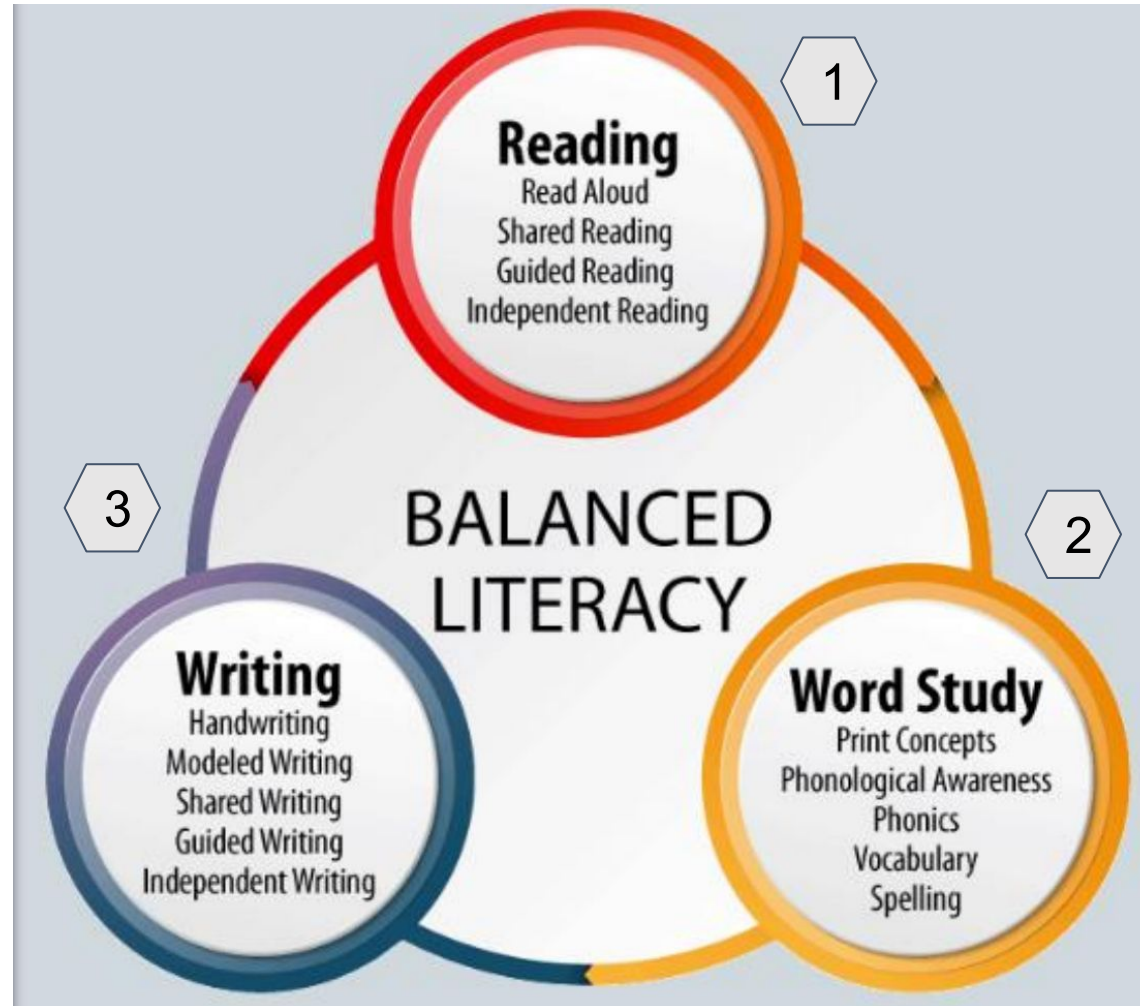 1
Reading
Read Aloud
Shared Reading
Guided Reading
Independent Reading
BALANCED
LITERACY
2
Word Study
Print Concepts
Phonological Awareness
Phonics
Vocabulary
Spelling
3
Writing
Handwriting
Modeled Writing
Shared Writing
Guided Writing
Independent Writing